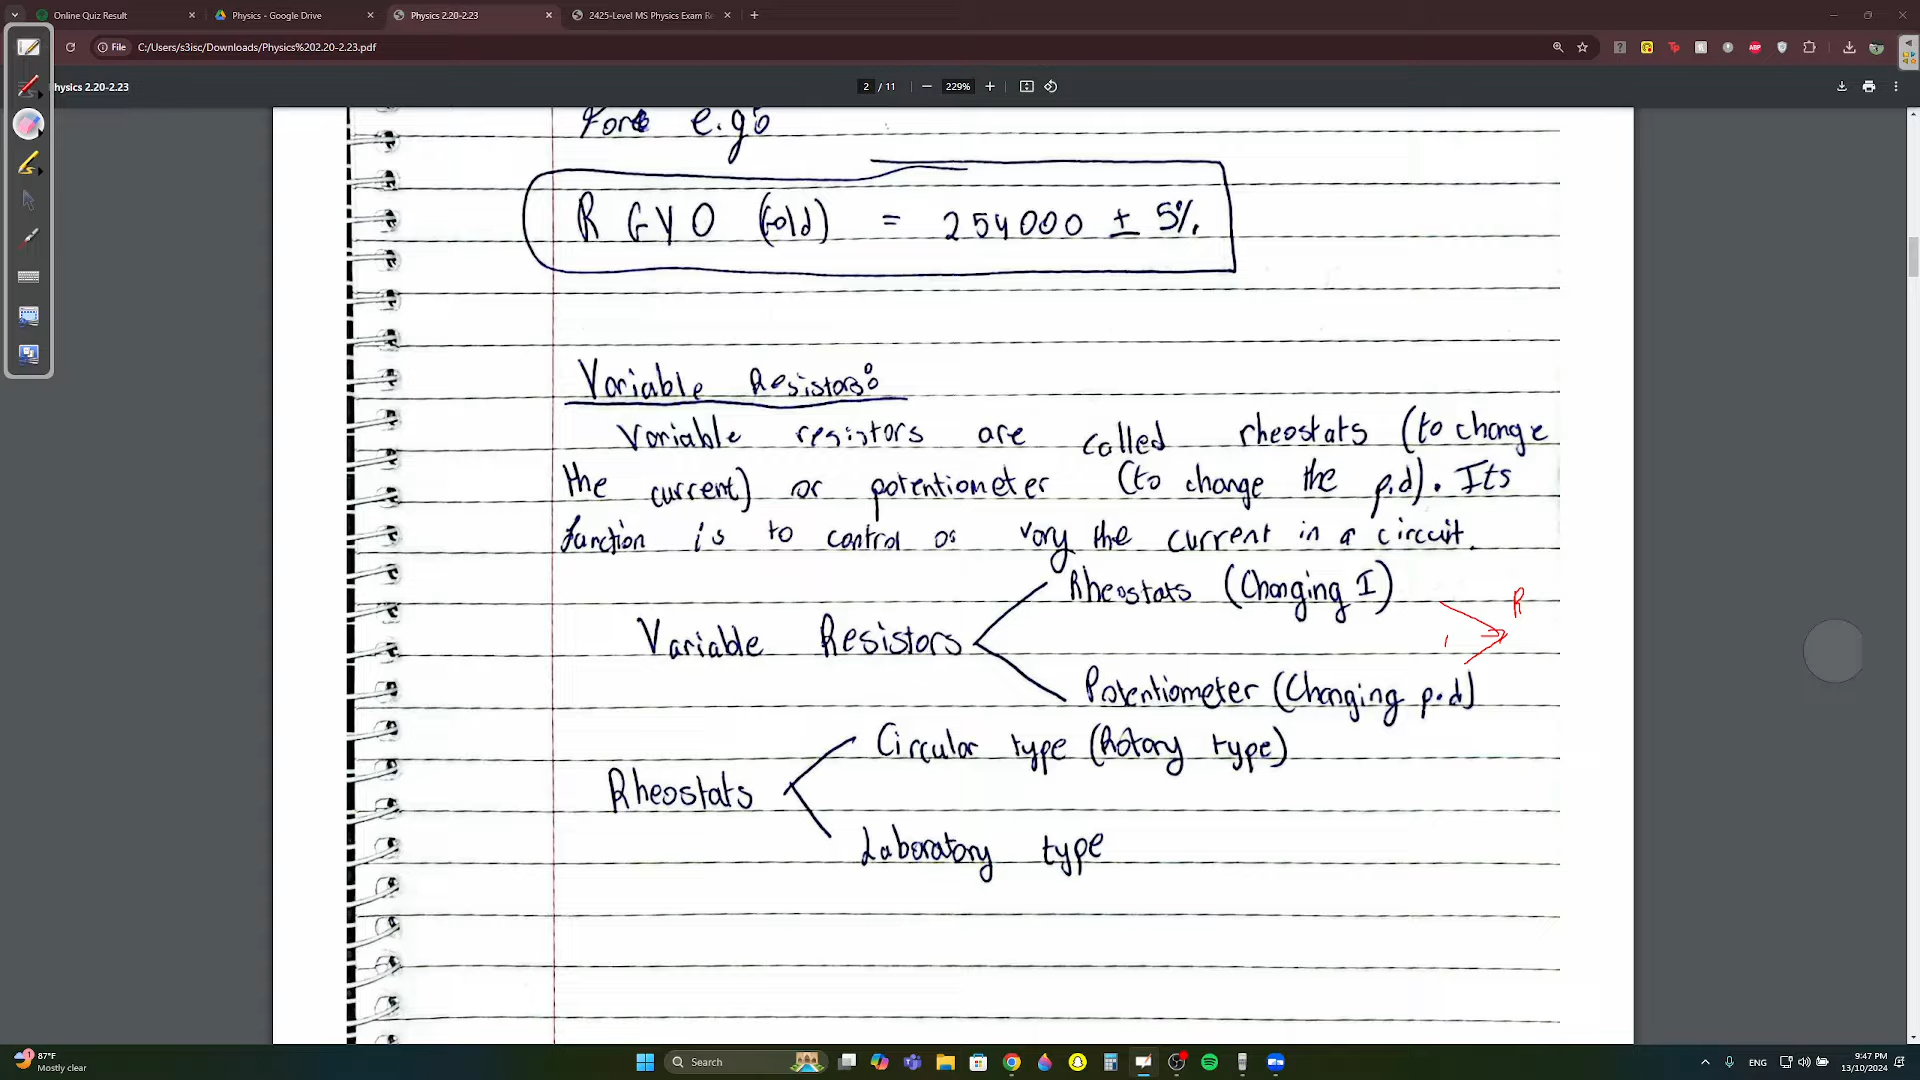 Online Quiz Result
Physics - Google Drive
Physics 2.20-2.23
2425-Level MS Physics Exam Re
File
C:/Users/s3isc/Downloads/Physics%202.20-2.23.pdf
hysics 2.20-2.23
2 / 11
229%
e.g:
R G Y O (Gold) = 254000 ± 5%
Variable Resistors:
Variable resistors are called rheostats (to change
the current) or potentiometer (to change the p.d). Its
function is to control or vary the current in a circuit.
Rheostats (Changing I)
R
Variable Resistors
Potentiometer (Changing p.d)
Circular type (Rotary type)
Rheostats
Laboratory type
87°F
Mostly clear
Search
ENG
9:47 PM
13/10/2024